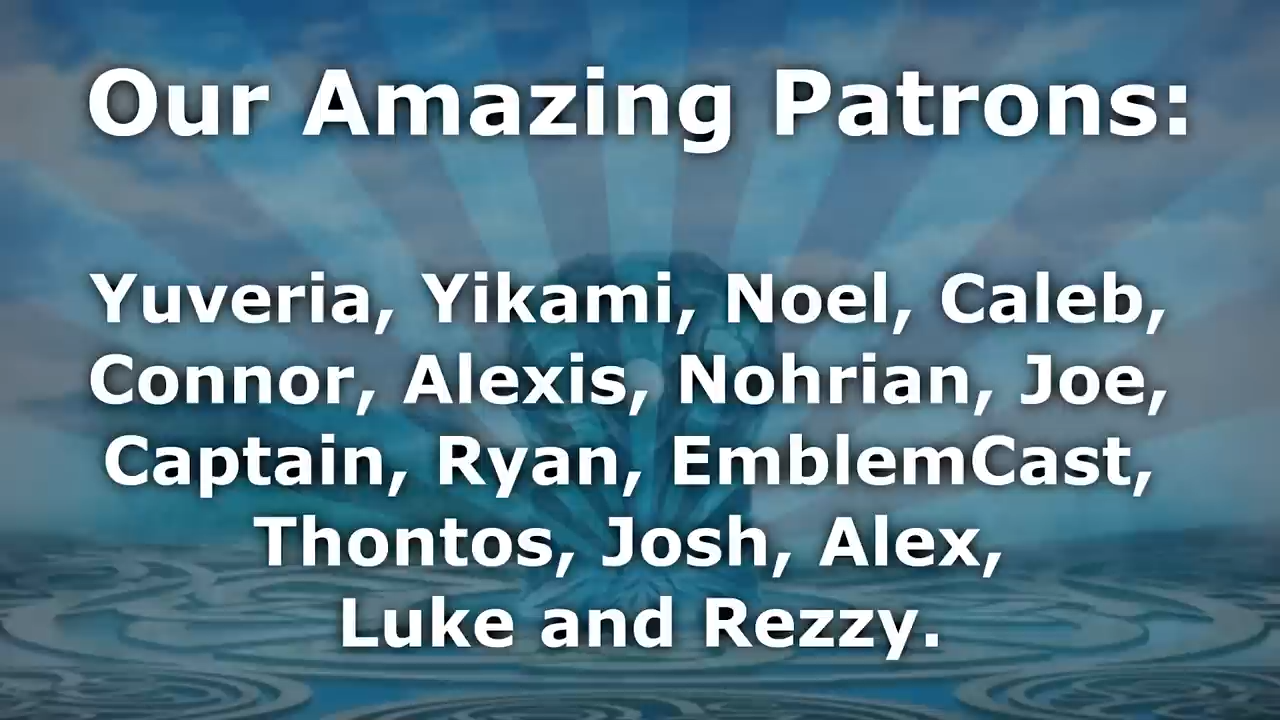 Our Amazing Patrons:
Yuveria, Yikami, Noel, Caleb,
Connor, Alexis, Nohrian, Joe,
Captain, Ryan, EmblemCast,
Thontos, Josh, Alex,
Luke and Rezzy.